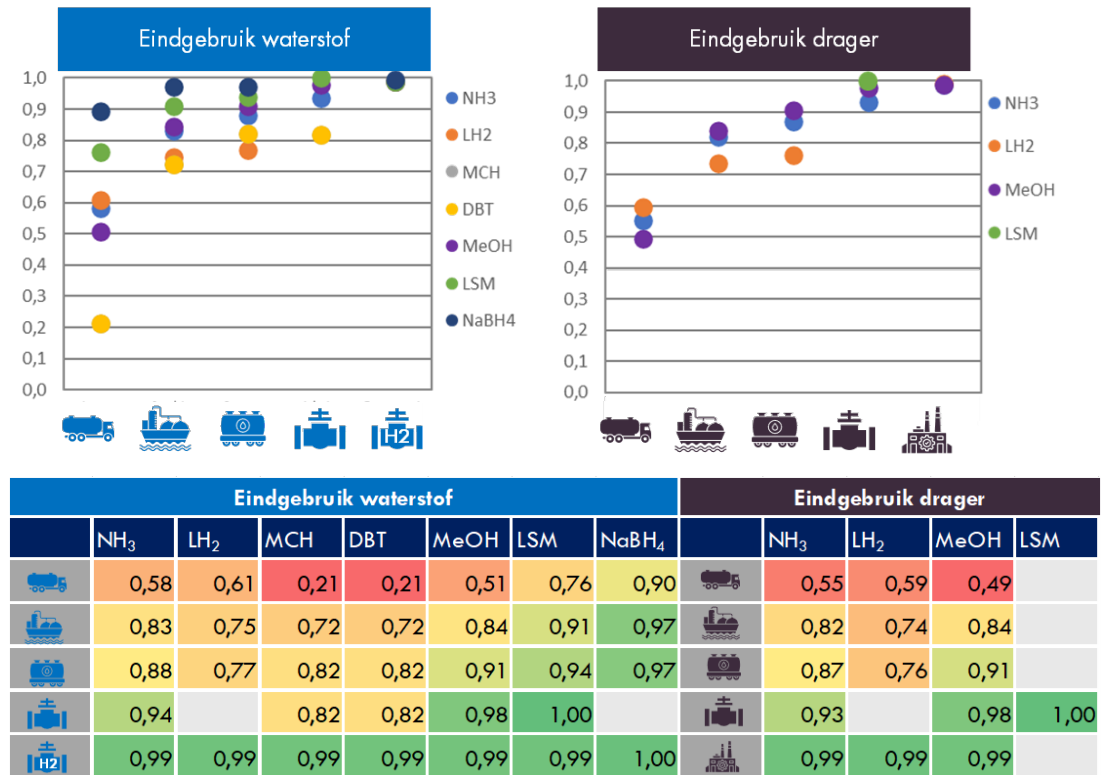 Eindgebruik waterstof
1,0
0,9
0,8
0,7
0,6
0,5
0,4
0,3
0,2
0,1
0,0
NH3
LH2
MCH
DBT
MeOH
LSM
NaBH4
H2
Eindgebruik drager
1,0
0,9
0,8
0,7
0,6
0,5
0,4
0,3
0,2
0,1
0,0
NH3
LH2
MeOH
LSM
Eindgebruik waterstof Eindgebruik drager
NH₃ LH₂ MCH DBT MeOH LSM NaBH₄ NH₃ LH₂ MeOH LSM
0,58 0,61 0,21 0,21 0,51 0,76 0,90 0,55 0,59 0,49
0,83 0,75 0,72 0,72 0,84 0,91 0,97 0,82 0,74 0,84
0,88 0,77 0,82 0,82 0,91 0,94 0,97 0,87 0,76 0,91
0,94 0,82 0,82 0,98 1,00 0,93 0,98 1,00
H2 0,99 0,99 0,99 0,99 0,99 0,99 1,00 0,99 0,99 0,99